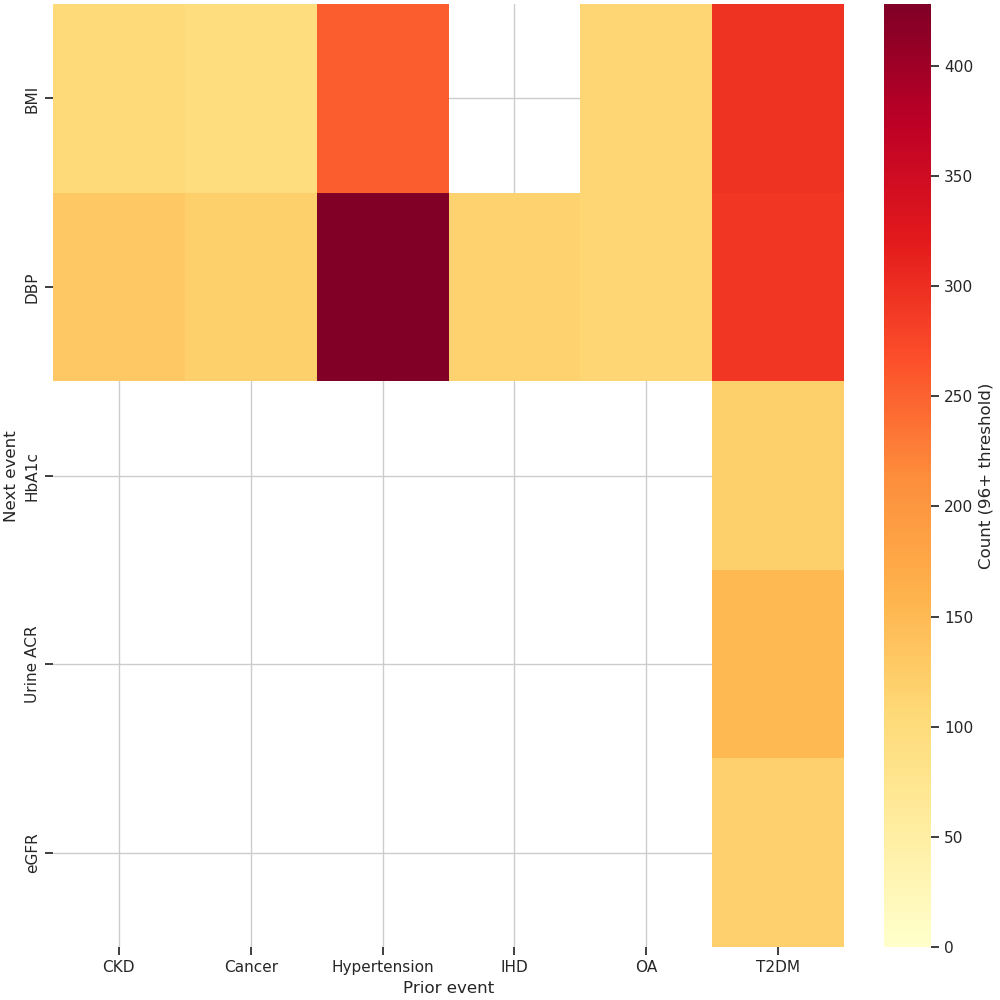 BMI
DBP
HbA1c
Urine ACR
eGFR
Next event
CKD
Cancer
Hypertension
IHD
OA
T2DM
Prior event
400
350
300
250
200
150
100
50
0
Count (96+ threshold)